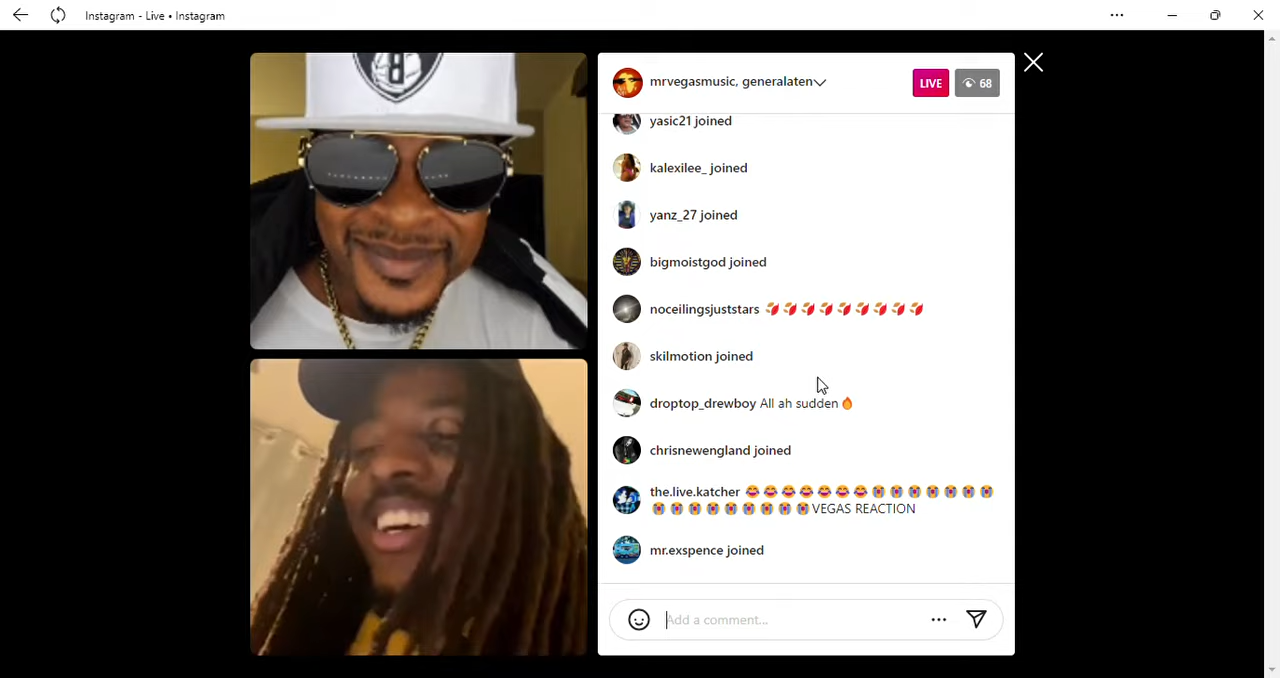 Instagram - Live • Instagram
mrvegasmusic, generalaten
LIVE
68
yasic21 joined
kalexilee_ joined
yanz_27 joined
bigmoistgod joined
noceilingsjuststars 🍂🍂🍂🍂🍂🍂🍂🍂🍂
skilmotion joined
droptop_drewboy All ah sudden🔥
chrisnewengland joined
the.live.katcher 😂😂😂😂😂😂😂😭😭😭😭😭😭😭
😭😭😭😭😭😭😭😭😭VEGAS REACTION
mr.exspence joined
Add a comment...